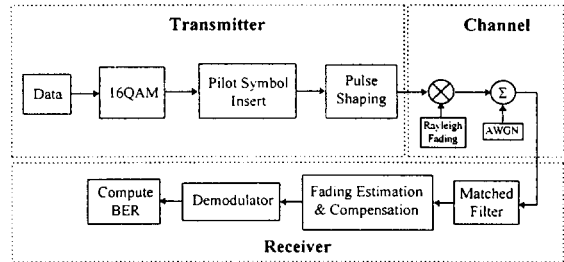 Transmitter
Channel
Data
16QAM
Pilot Symbol
Insert
Pulse
Shaping
Rayleigh
Fading
Σ
AWGN
Compute
BER
Demodulator
Fading Estimation
& Compensation
Matched
Filter
Receiver